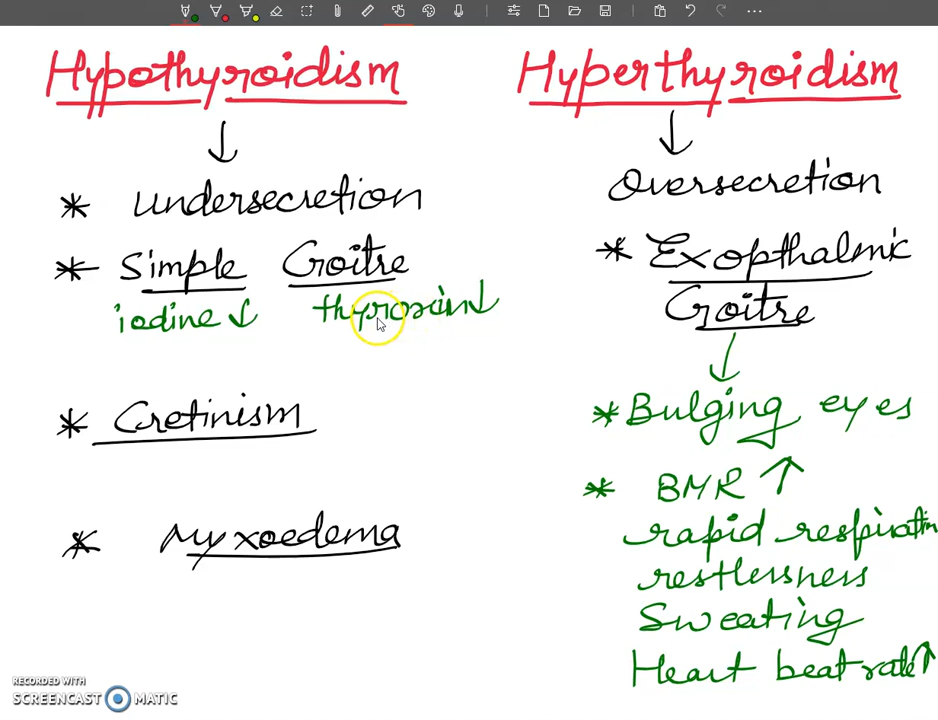 Hypothyroidism
↓
* Undersecretion
* Simple Goitre
iodine ↓ thyroxin ↓
* Cretinism
* Myxoedema
Hyperthyroidism
↓
Oversecretion
* Exopthalmic
Goitre
↓
* Bulging eyes
* BMR ↑
rapid respiration
restlessness
Sweating
Heart beat rate ↑
RECORDED WITH
SCREENCAST MATIC